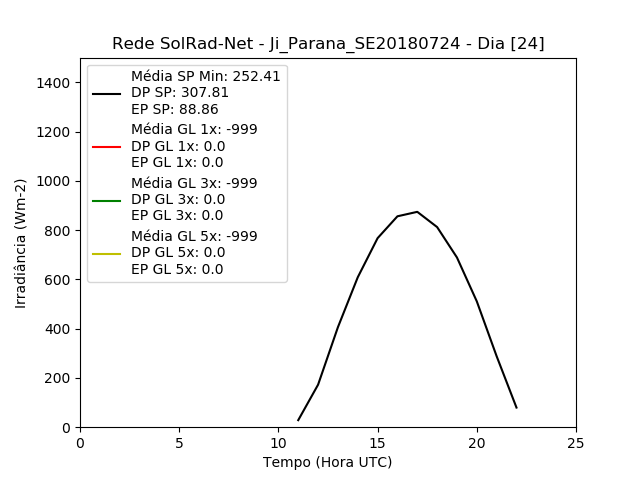 Rede SolRad-Net - Ji_Parana_SE20180724 - Dia [24]
Média SP Min: 252.41
DP SP: 307.81
EP SP: 88.86
Média GL 1x: -999
DP GL 1x: 0.0
EP GL 1x: 0.0
Média GL 3x: -999
DP GL 3x: 0.0
EP GL 3x: 0.0
Média GL 5x: -999
DP GL 5x: 0.0
EP GL 5x: 0.0
Irradiância (Wm-2)
1400
1200
1000
800
600
400
200
0
0 5 10 15 20 25
Tempo (Hora UTC)